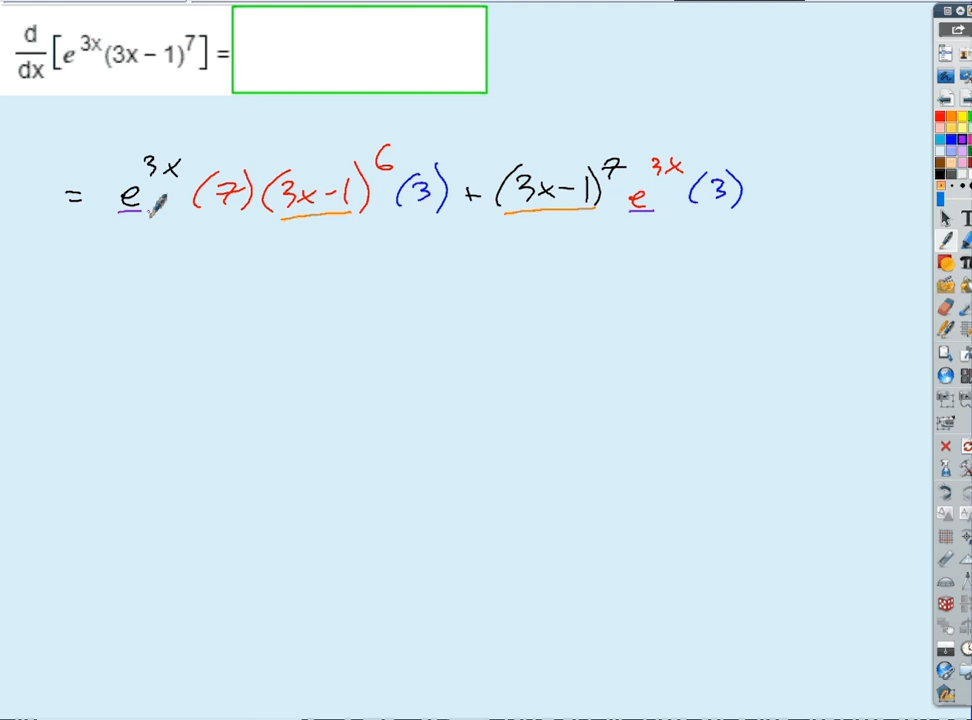 d/dx [e^{3x}(3x – 1)^7] =
= e^{3x} (7)(3x-1)^6 (3) + (3x-1)^7 e^{3x} (3)